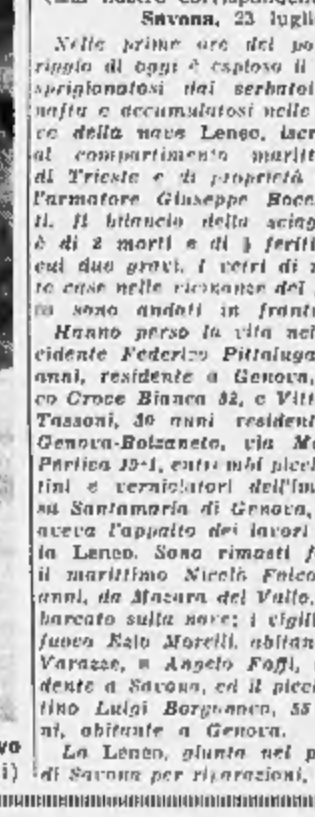 Savona, 23 luglio
Nelle prime ore del po
riggio di oggi è esploso il
sprigionatosi dai serbatoi
nafta e accumulatosi nelle
ce della nave Leneo, iscr
al compartimento maritt
di Trieste e di proprietà
l'armatore Giuseppe Bocc
ti. Il bilancio della sciag
è di 2 morti e di feriti
cui due gravi. I vetri di
te case nelle vicinanze del
to sono andati in frant
Hanno perso la vita nel
cidente Federico Pittaluga
anni, residente a Genova,
co Croce Bianca 32, e Vitt
Tassoni, 30 anni resident
Genova-Bolzaneto, via M
Partica 19-1, entrambi picch
tini e verniciatori dell'im
sa Santamaria di Genova,
aveva l'appalto dei lavori
la Leneo. Sono rimasti f
il marittimo Nicolò Falco
anni, da Mazara del Vallo,
barcato sulla nave; i vigili
fuoco Ezio Morelli, abitan
Varazze, e Angelo Foffi,
dente a Savona, ed il picc
tino Luigi Borgnanco, 55
ni, abitante a Genova.
La Leneo, giunta nel p
di Savona per riparazioni,
vo
i)